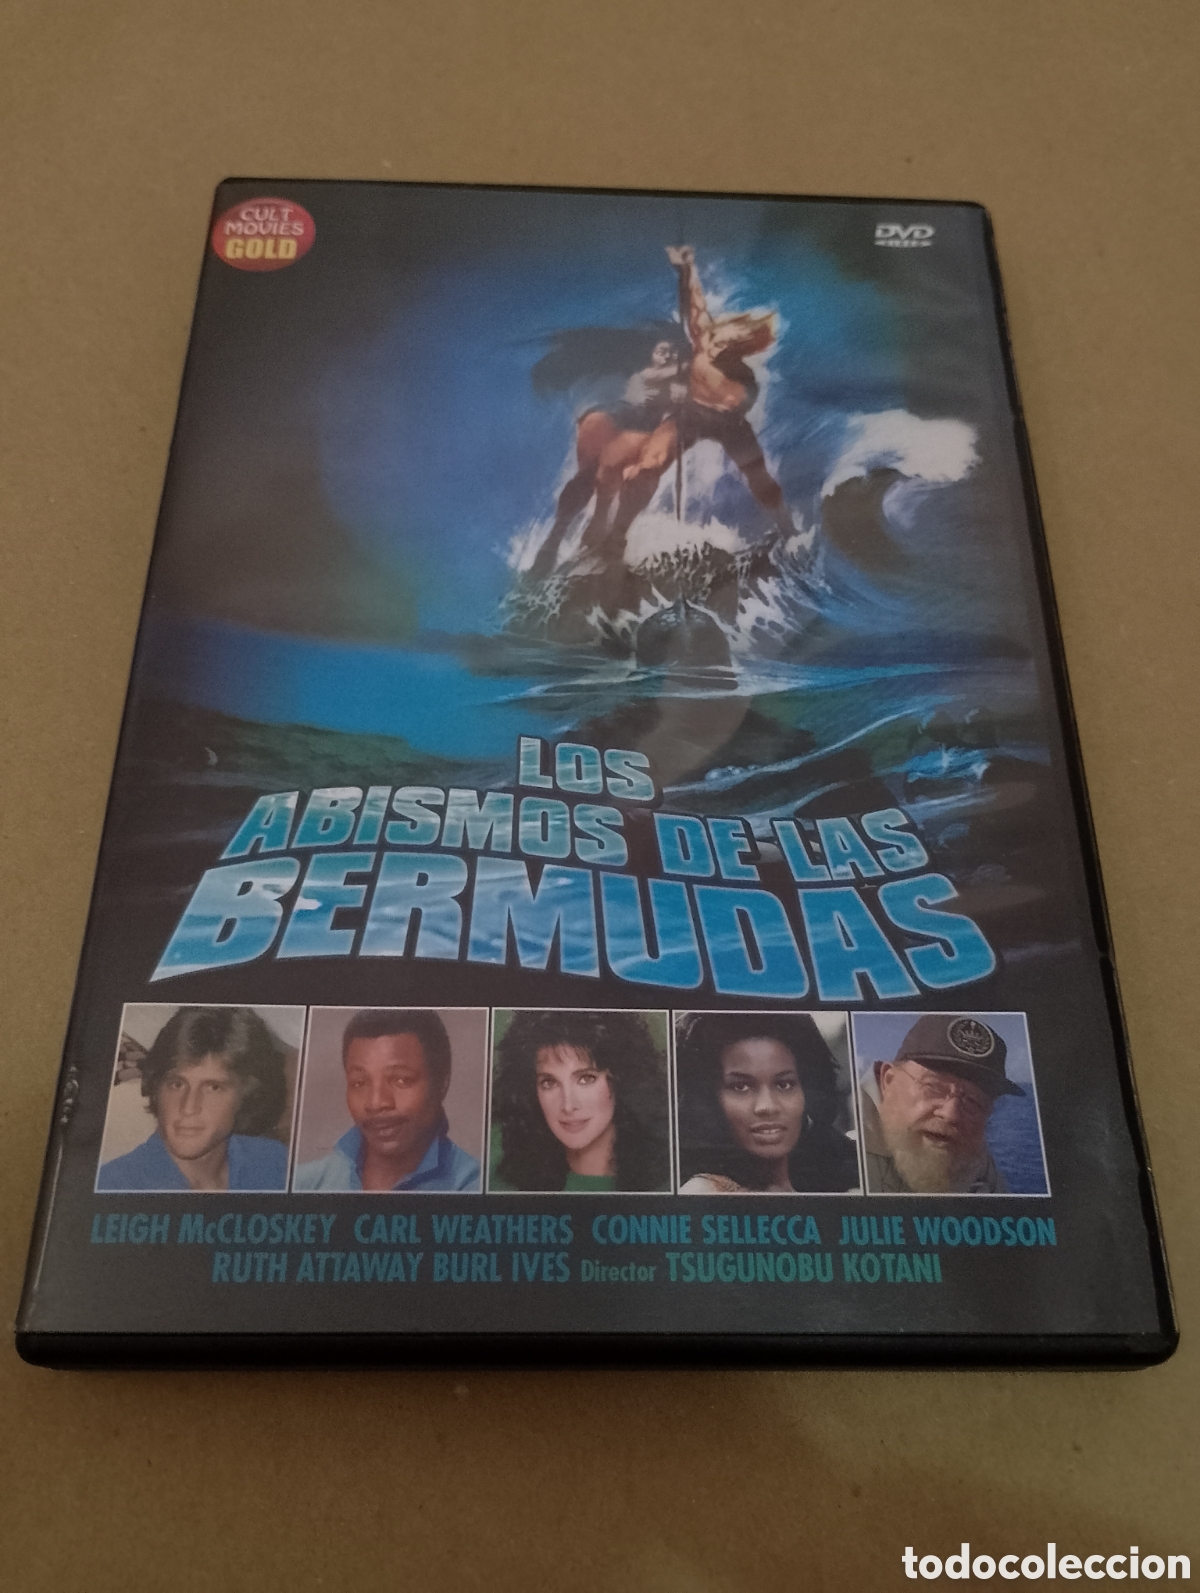 CULT
MOVIES
GOLD
DVD
VIDEO
LOS
ABISMOS DE LAS
BERMUDAS
LEIGH McCLOSKEY CARL WEATHERS CONNIE SELLECCA JULIE WOODSON
RUTH ATTAWAY BURL IVES Director TSUGUNOBU KOTANI
todocoleccion